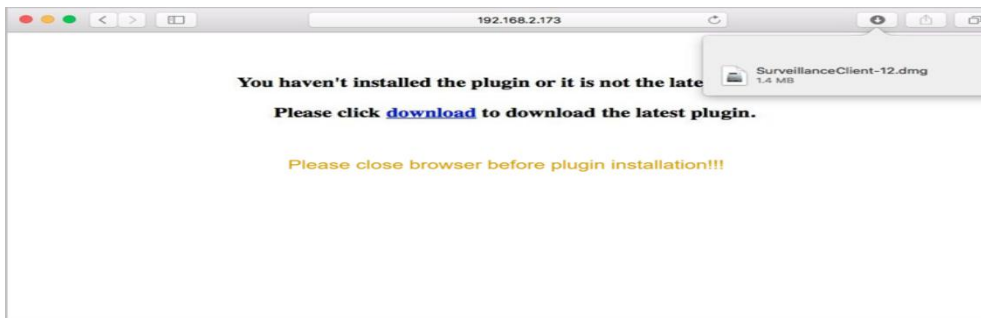 192.168.2.173
SurveillanceClient-12.dmg
1.4 MB
You haven't installed the plugin or it is not the late
Please click download to download the latest plugin.
Please close browser before plugin installation!!!